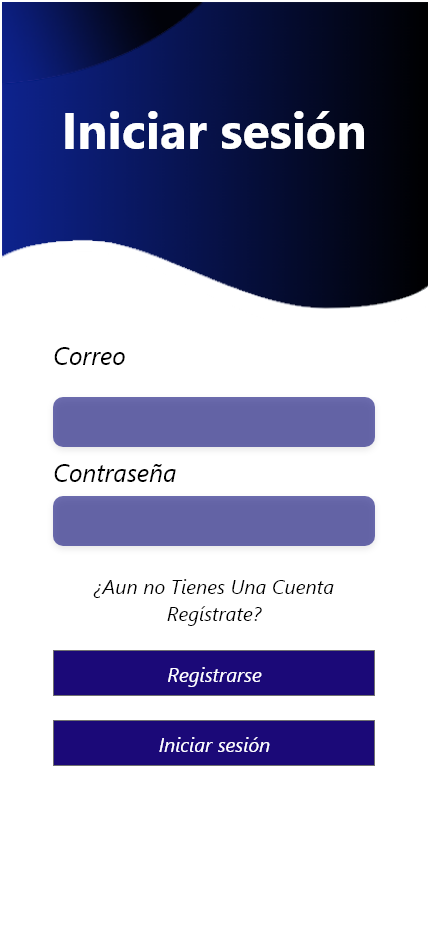 Iniciar sesión
Correo
Contraseña
¿Aun no Tienes Una Cuenta
Regístrate?
Registrarse
Iniciar sesión